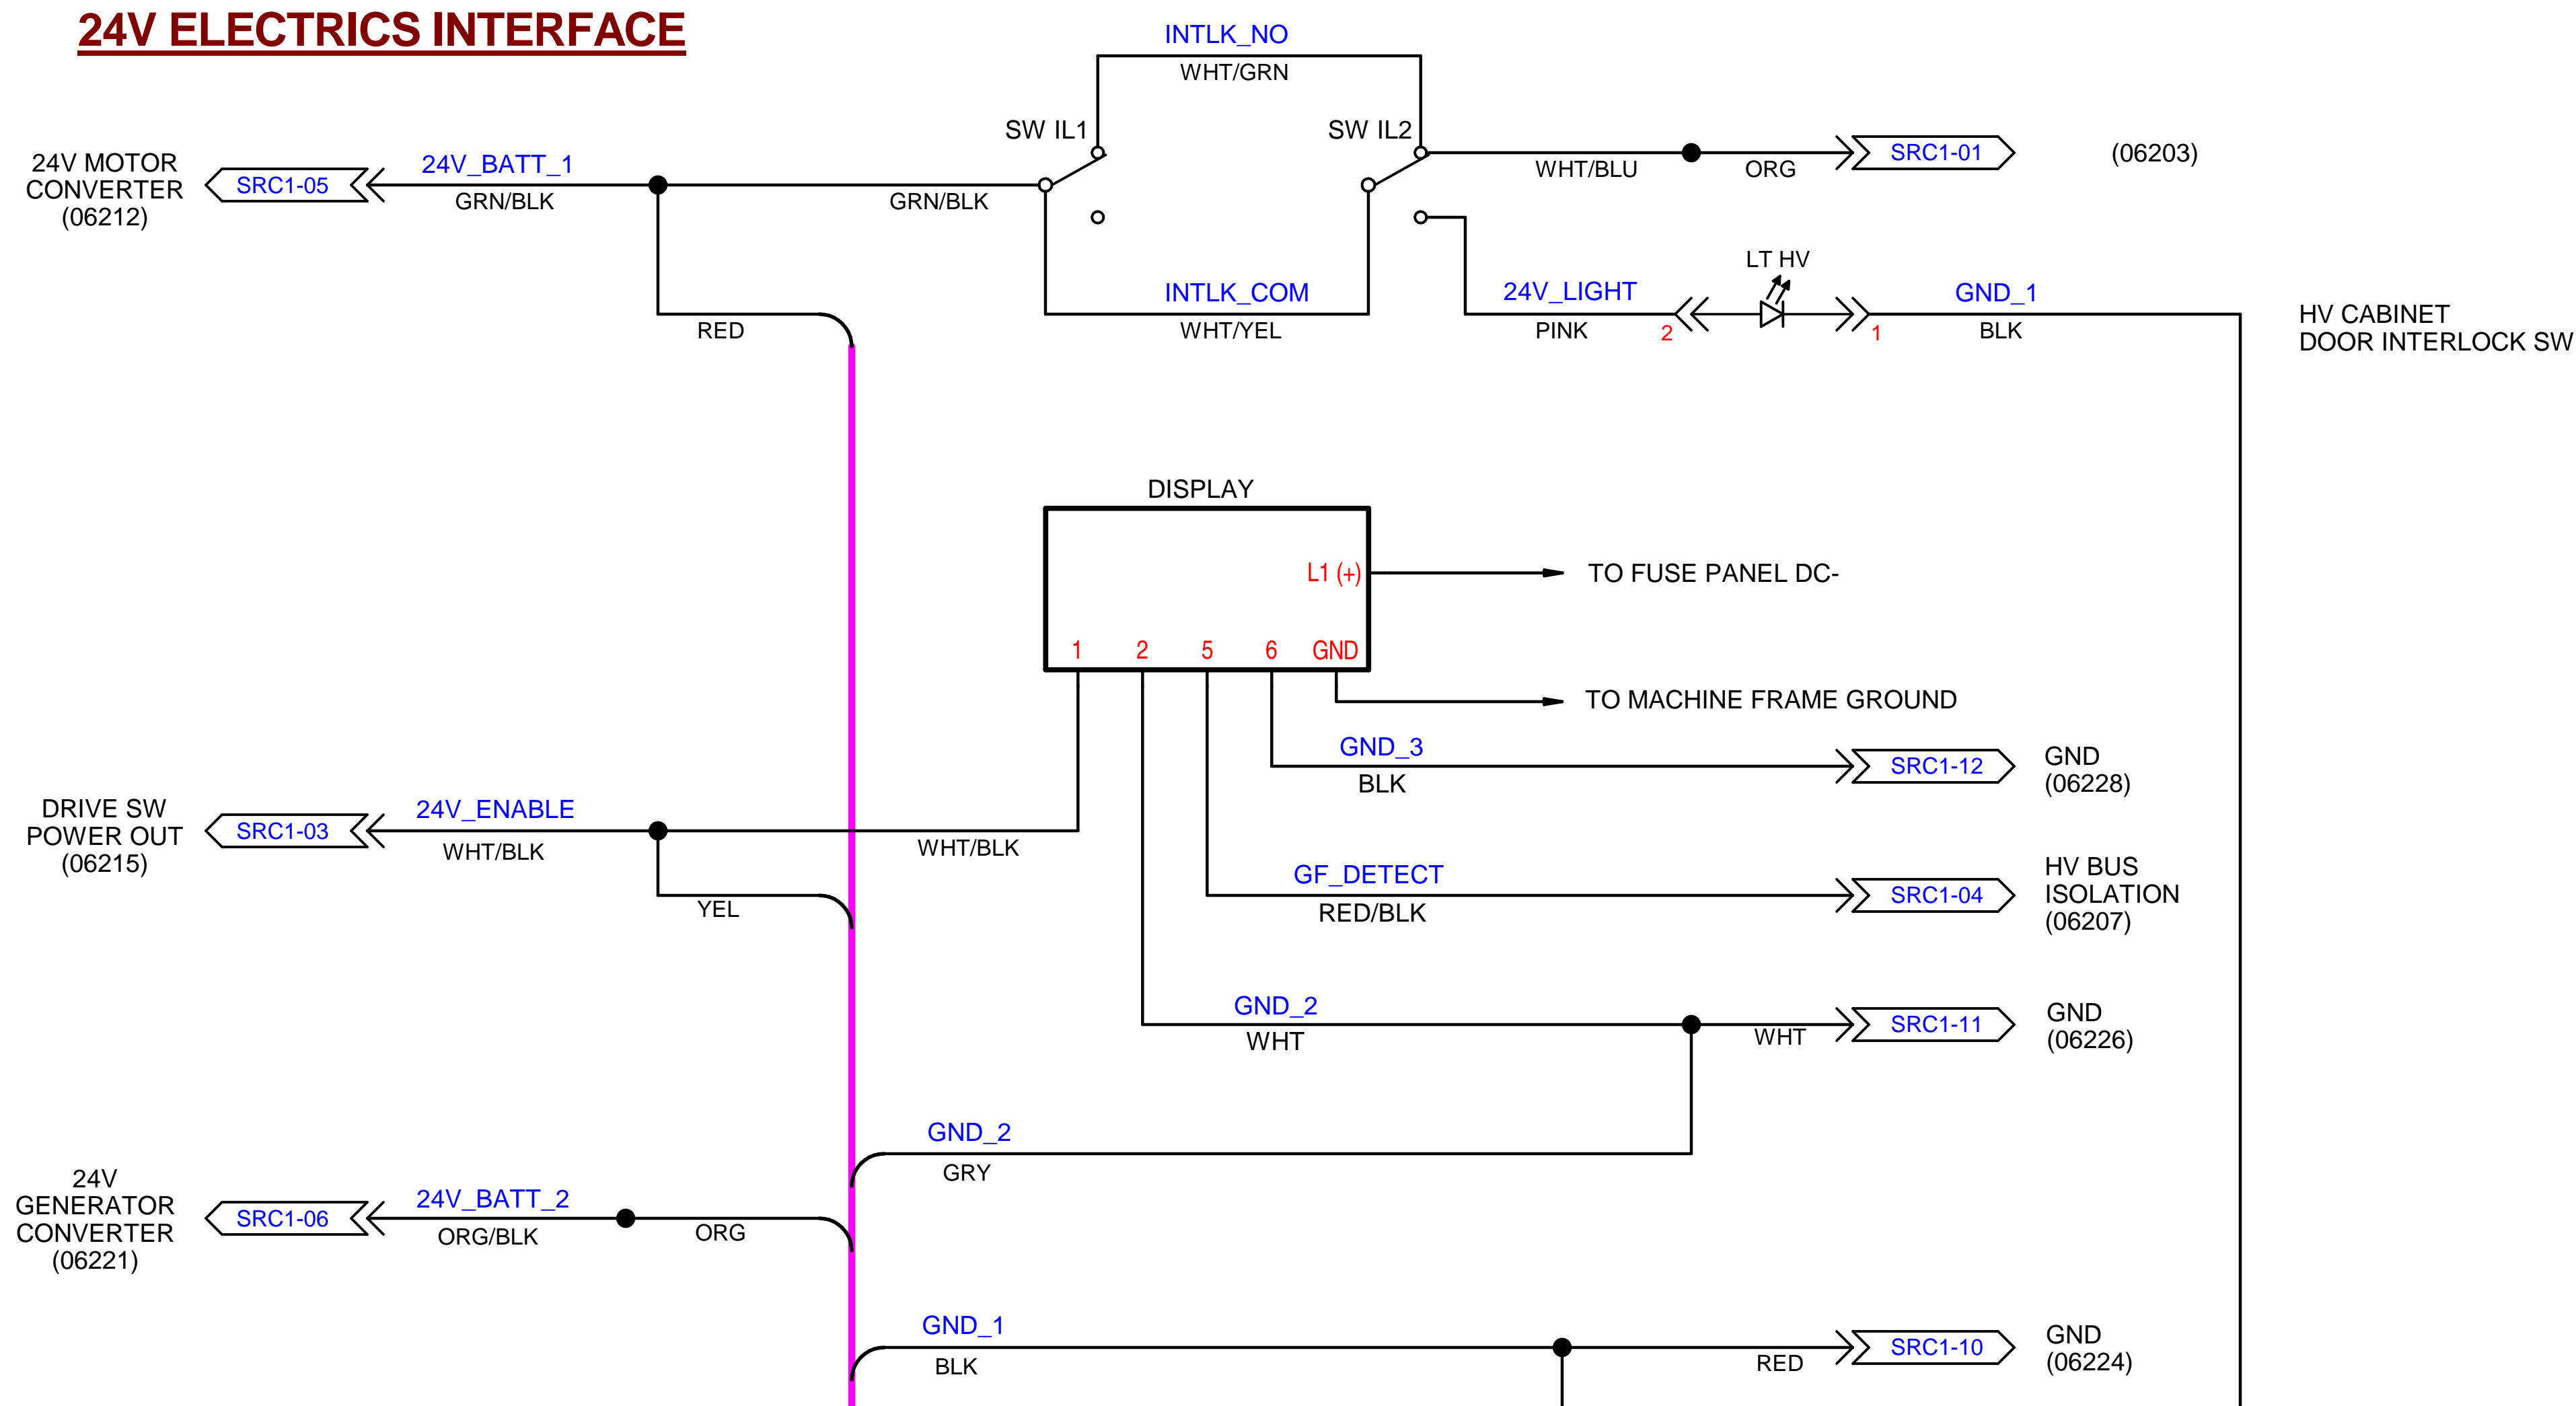 24V ELECTRICS INTERFACE
INTLK_NO
WHT/GRN
SW IL1
SW IL2
24V MOTOR
CONVERTER
(06212)
SRC1-05
24V_BATT_1
GRN/BLK
GRN/BLK
WHT/BLU
ORG
SRC1-01
(06203)
RED
INTLK_COM
WHT/YEL
24V_LIGHT
PINK
2
LT HV
1
GND_1
BLK
HV CABINET
DOOR INTERLOCK SW
DISPLAY
L1 (+)
TO FUSE PANEL DC-
1
2
5
6
GND
TO MACHINE FRAME GROUND
GND_3
BLK
SRC1-12
GND
(06228)
DRIVE SW
POWER OUT
(06215)
SRC1-03
24V_ENABLE
WHT/BLK
WHT/BLK
YEL
GF_DETECT
RED/BLK
SRC1-04
HV BUS
ISOLATION
(06207)
GND_2
WHT
WHT
SRC1-11
GND
(06226)
GND_2
GRY
24V
GENERATOR
CONVERTER
(06221)
SRC1-06
24V_BATT_2
ORG/BLK
ORG
GND_1
BLK
RED
SRC1-10
GND
(06224)